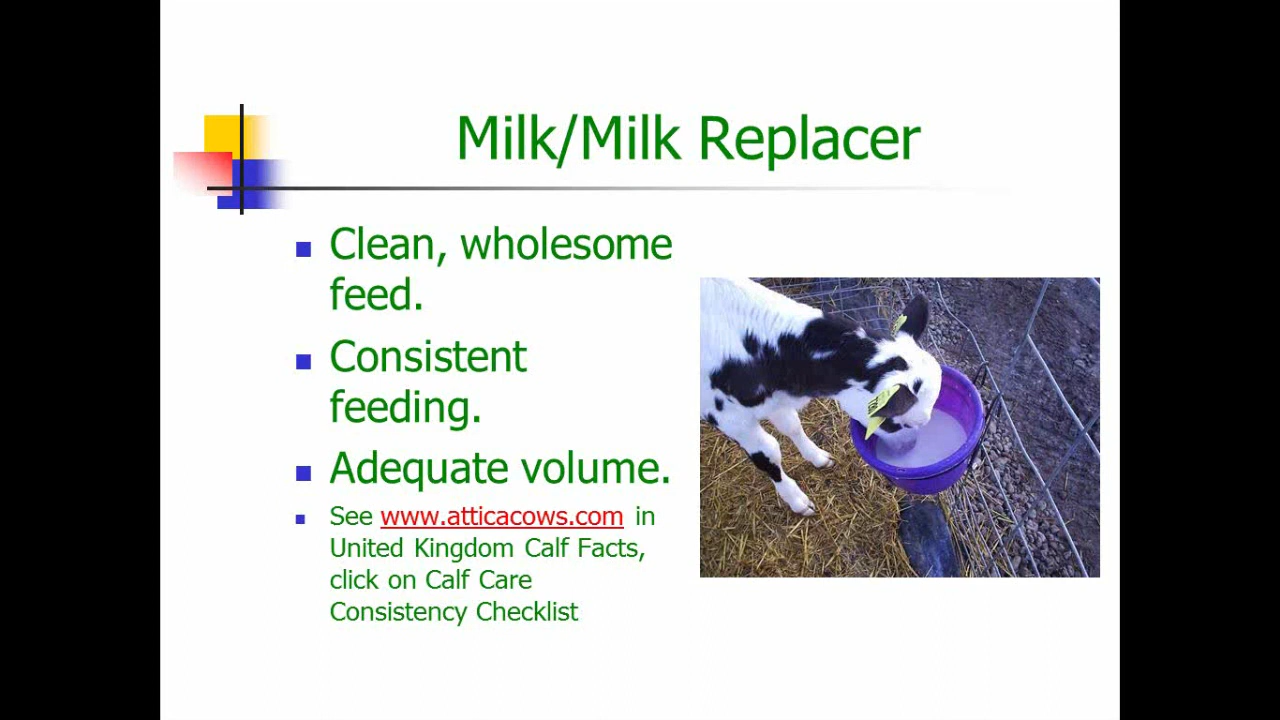 Milk/Milk Replacer
Clean, wholesome
feed.
Consistent
feeding.
Adequate volume.
See www.atticacows.com in
United Kingdom Calf Facts,
click on Calf Care
Consistency Checklist